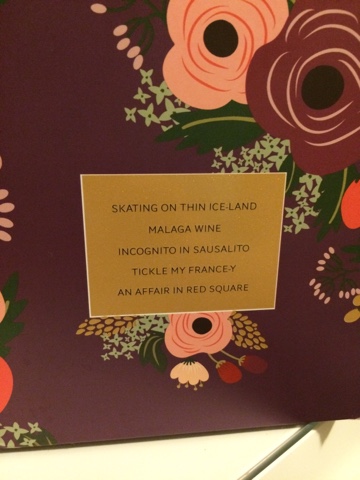 SKATING ON THIN ICE-LAND
MALAGA WINE
INCOGNITO IN SAUSALITO
TICKLE MY FRANCE-Y
AN AFFAIR IN RED SQUARE